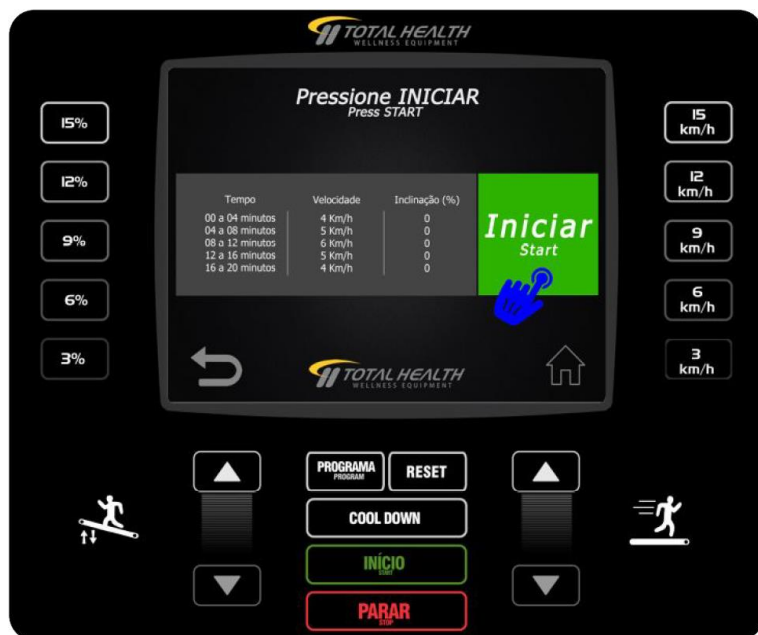 TOTAL HEALTH
WELLNESS EQUIPMENT
Pressione INICIAR
Press START
15%
12%
9%
6%
3%
Tempo Velocidade Inclinação (%)
00 a 04 minutos 4 Km/h 0
04 a 08 minutos 5 Km/h 0
08 a 12 minutos 6 Km/h 0
12 a 16 minutos 5 Km/h 0
16 a 20 minutos 4 Km/h 0
Iniciar
Start
15
km/h
12
km/h
9
km/h
6
km/h
3
km/h
TOTAL HEALTH
WELLNESS EQUIPMENT
PROGRAMA
PROGRAM
RESET
COOL DOWN
INÍCIO
START
PARAR
STOP